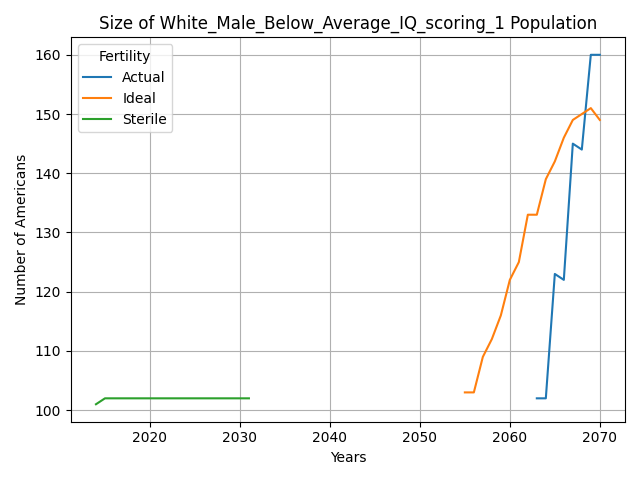 Size of White_Male_Below_Average_IQ_scoring_1 Population
Fertility
Actual
Ideal
Sterile
160
150
140
130
120
110
100
Number of Americans
2020 2030 2040 2050 2060 2070
Years